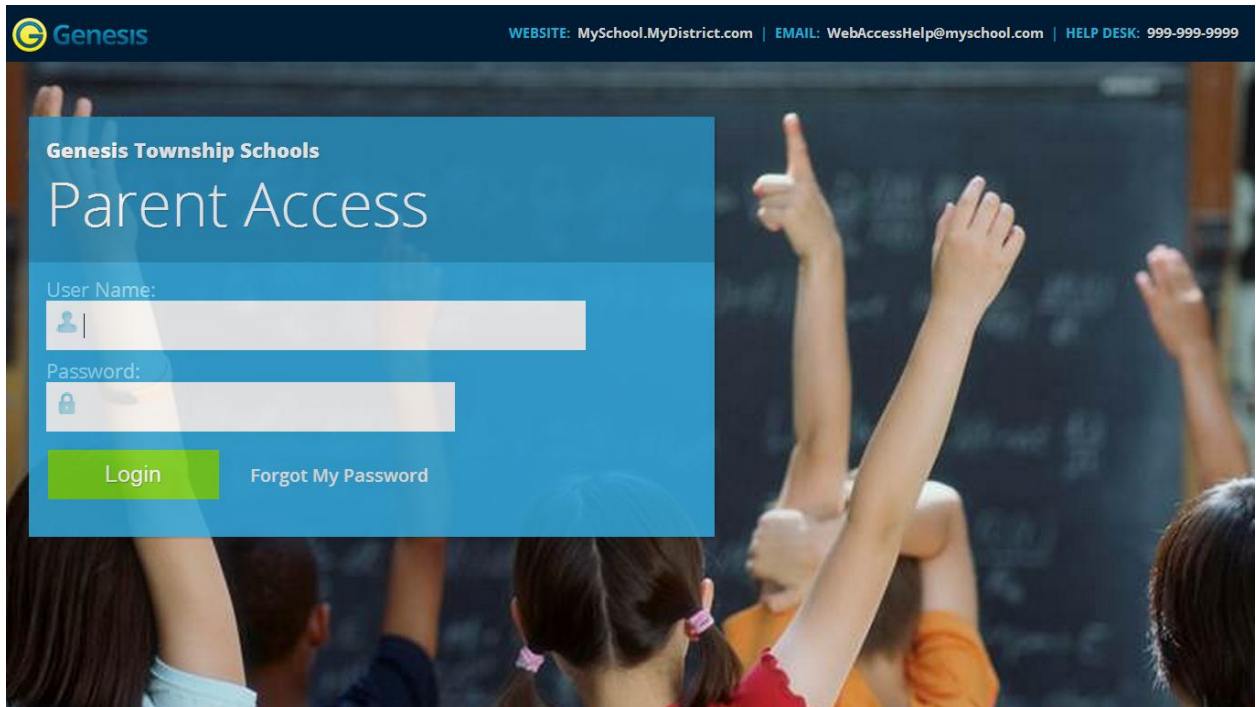 Genesis
WEBSITE: MySchool.MyDistrict.com | EMAIL: WebAccessHelp@myschool.com | HELP DESK: 999-999-9999
Genesis Township Schools
Parent Access
User Name:
Password:
Login Forgot My Password